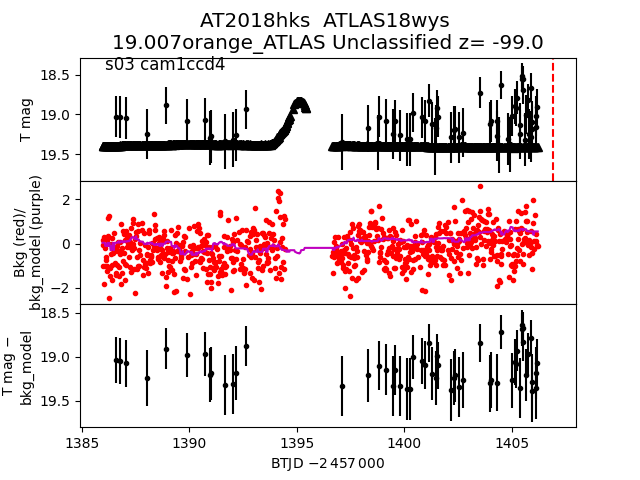 AT2018hks  ATLAS18wys
19.007orange_ATLAS Unclassified z= -99.0
s03 cam1ccd4
18.5
19.0
19.5
T mag
2
0
−2
Bkg (red)/
bkg_model (purple)
18.5
19.0
19.5
T mag −
bkg_model
1385
1390
1395
1400
1405
BTJD −2 457 000